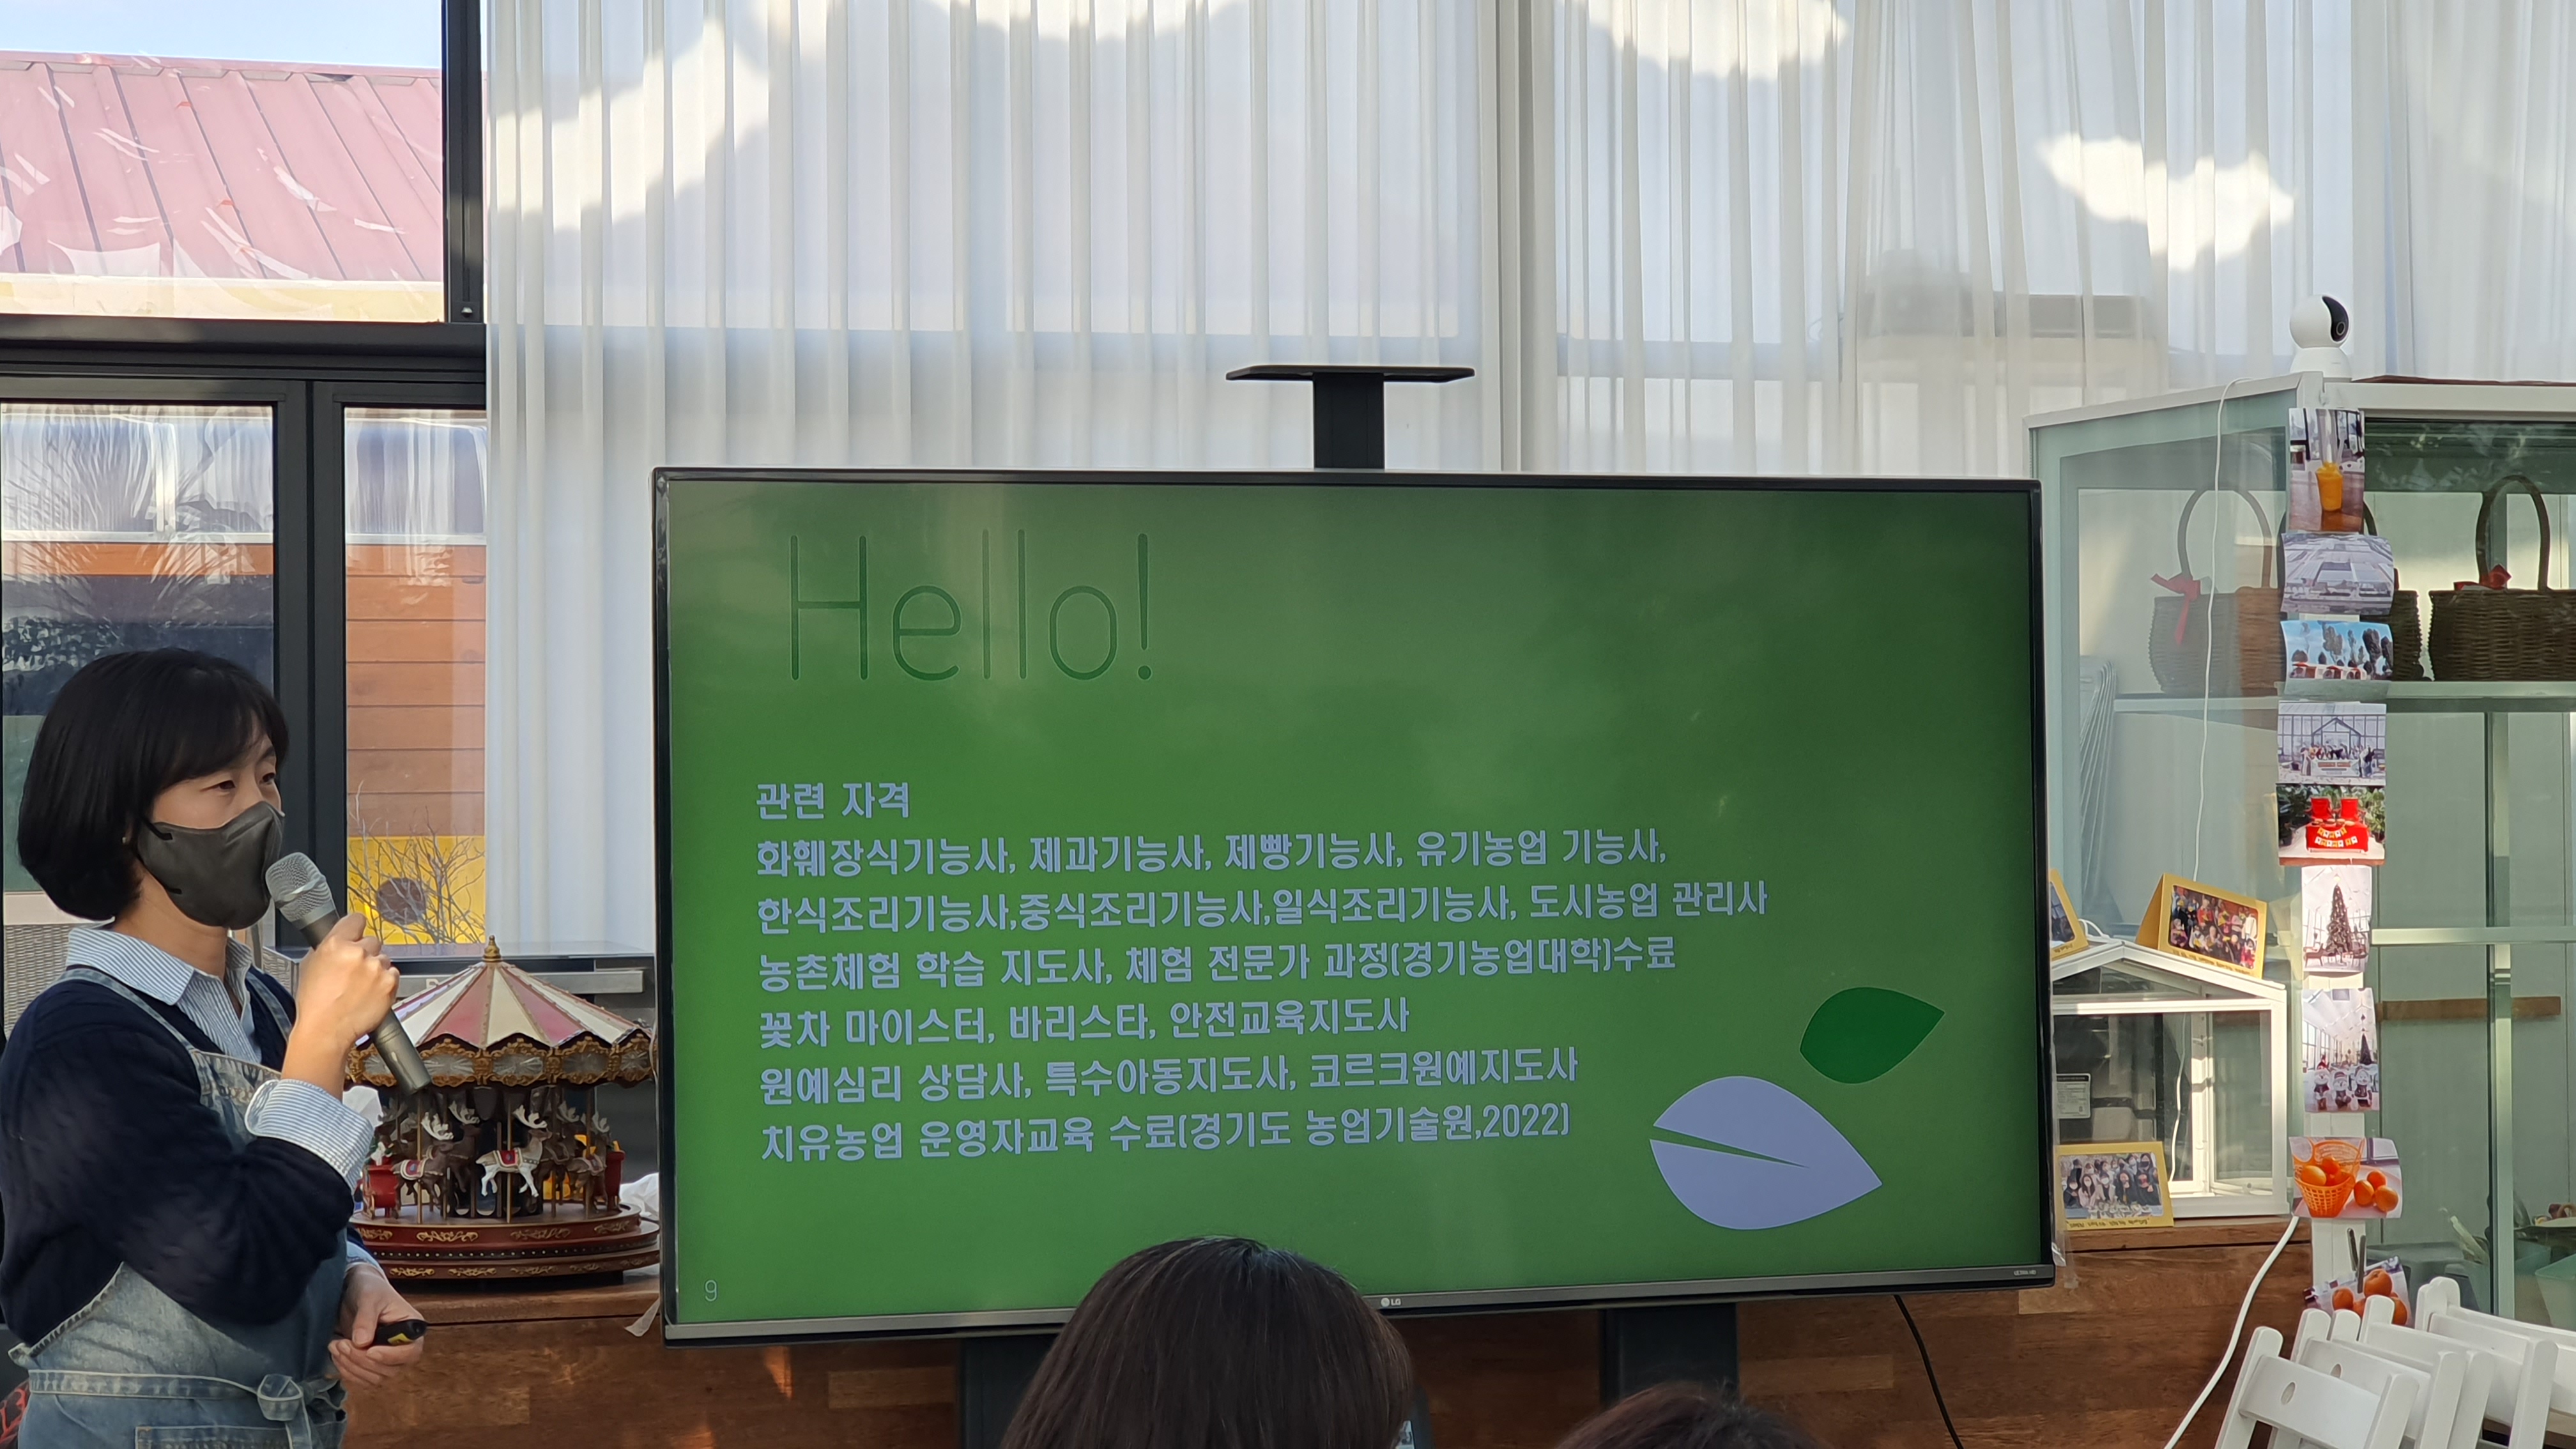 Hello!
관련 자격
화훼장식기능사, 제과기능사, 제빵기능사, 유기농업 기능사,
한식조리기능사,중식조리기능사,일식조리기능사, 도시농업 관리사
농촌체험 학습 지도사, 체험 전문가 과정(경기농업대학)수료
꽃차 마이스터, 바리스타, 안전교육지도사
원예심리 상담사, 특수아동지도사, 코르크원예지도사
치유농업 운영자교육 수료(경기도 농업기술원,2022)
9
LG